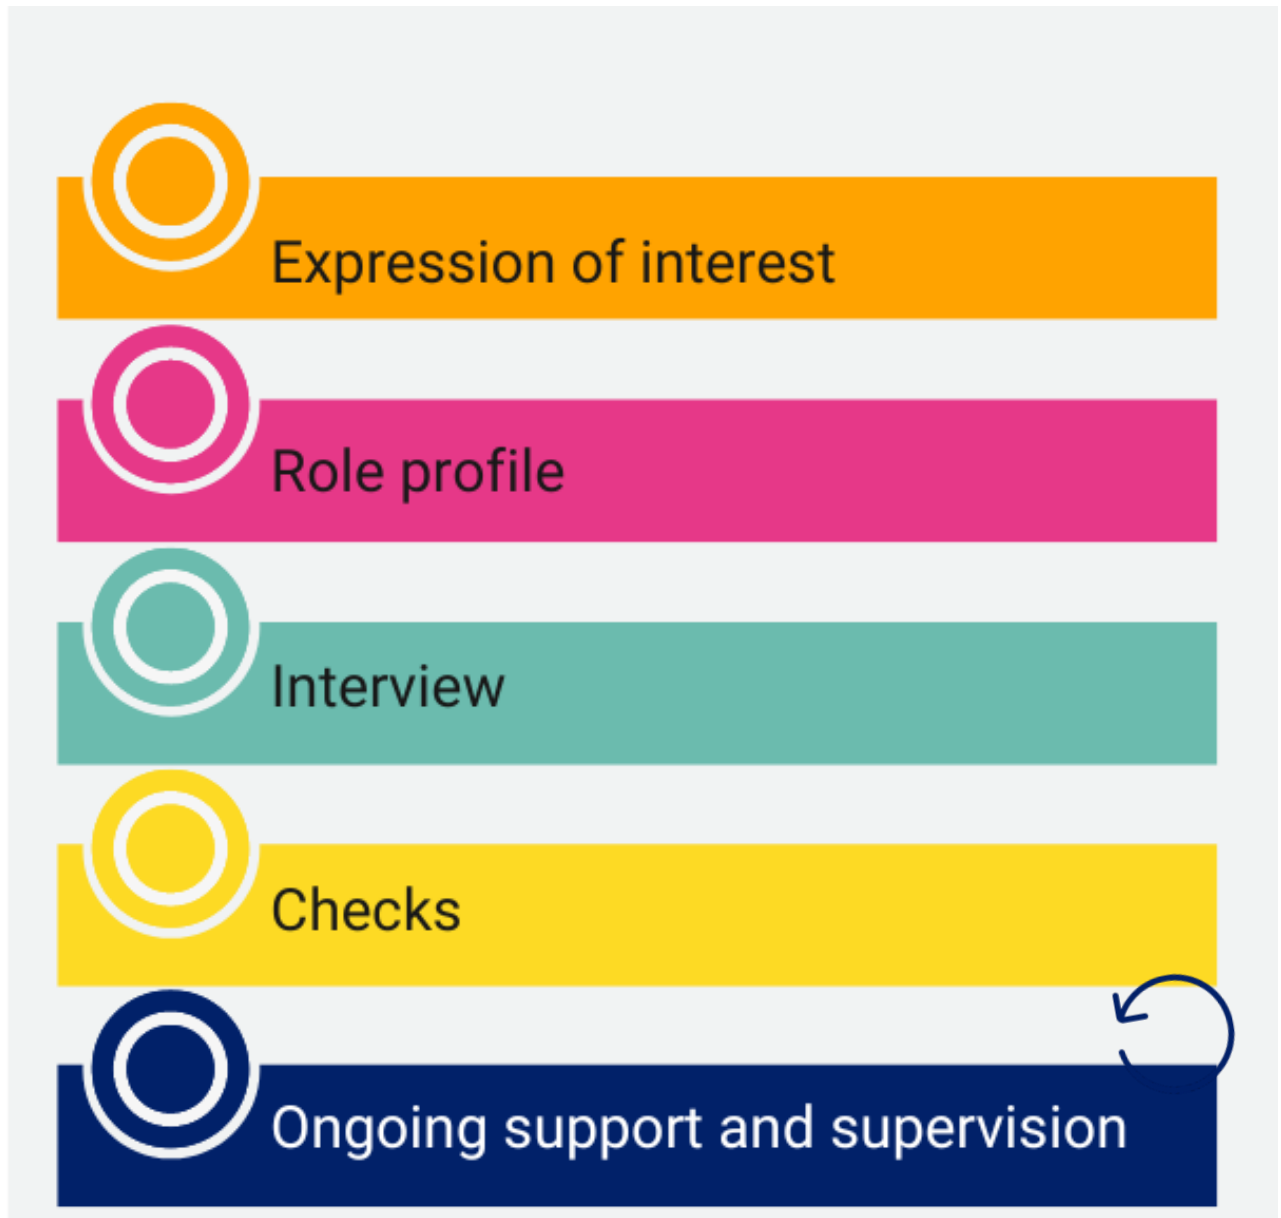 Expression of interest
Role profile
Interview
Checks
Ongoing support and supervision